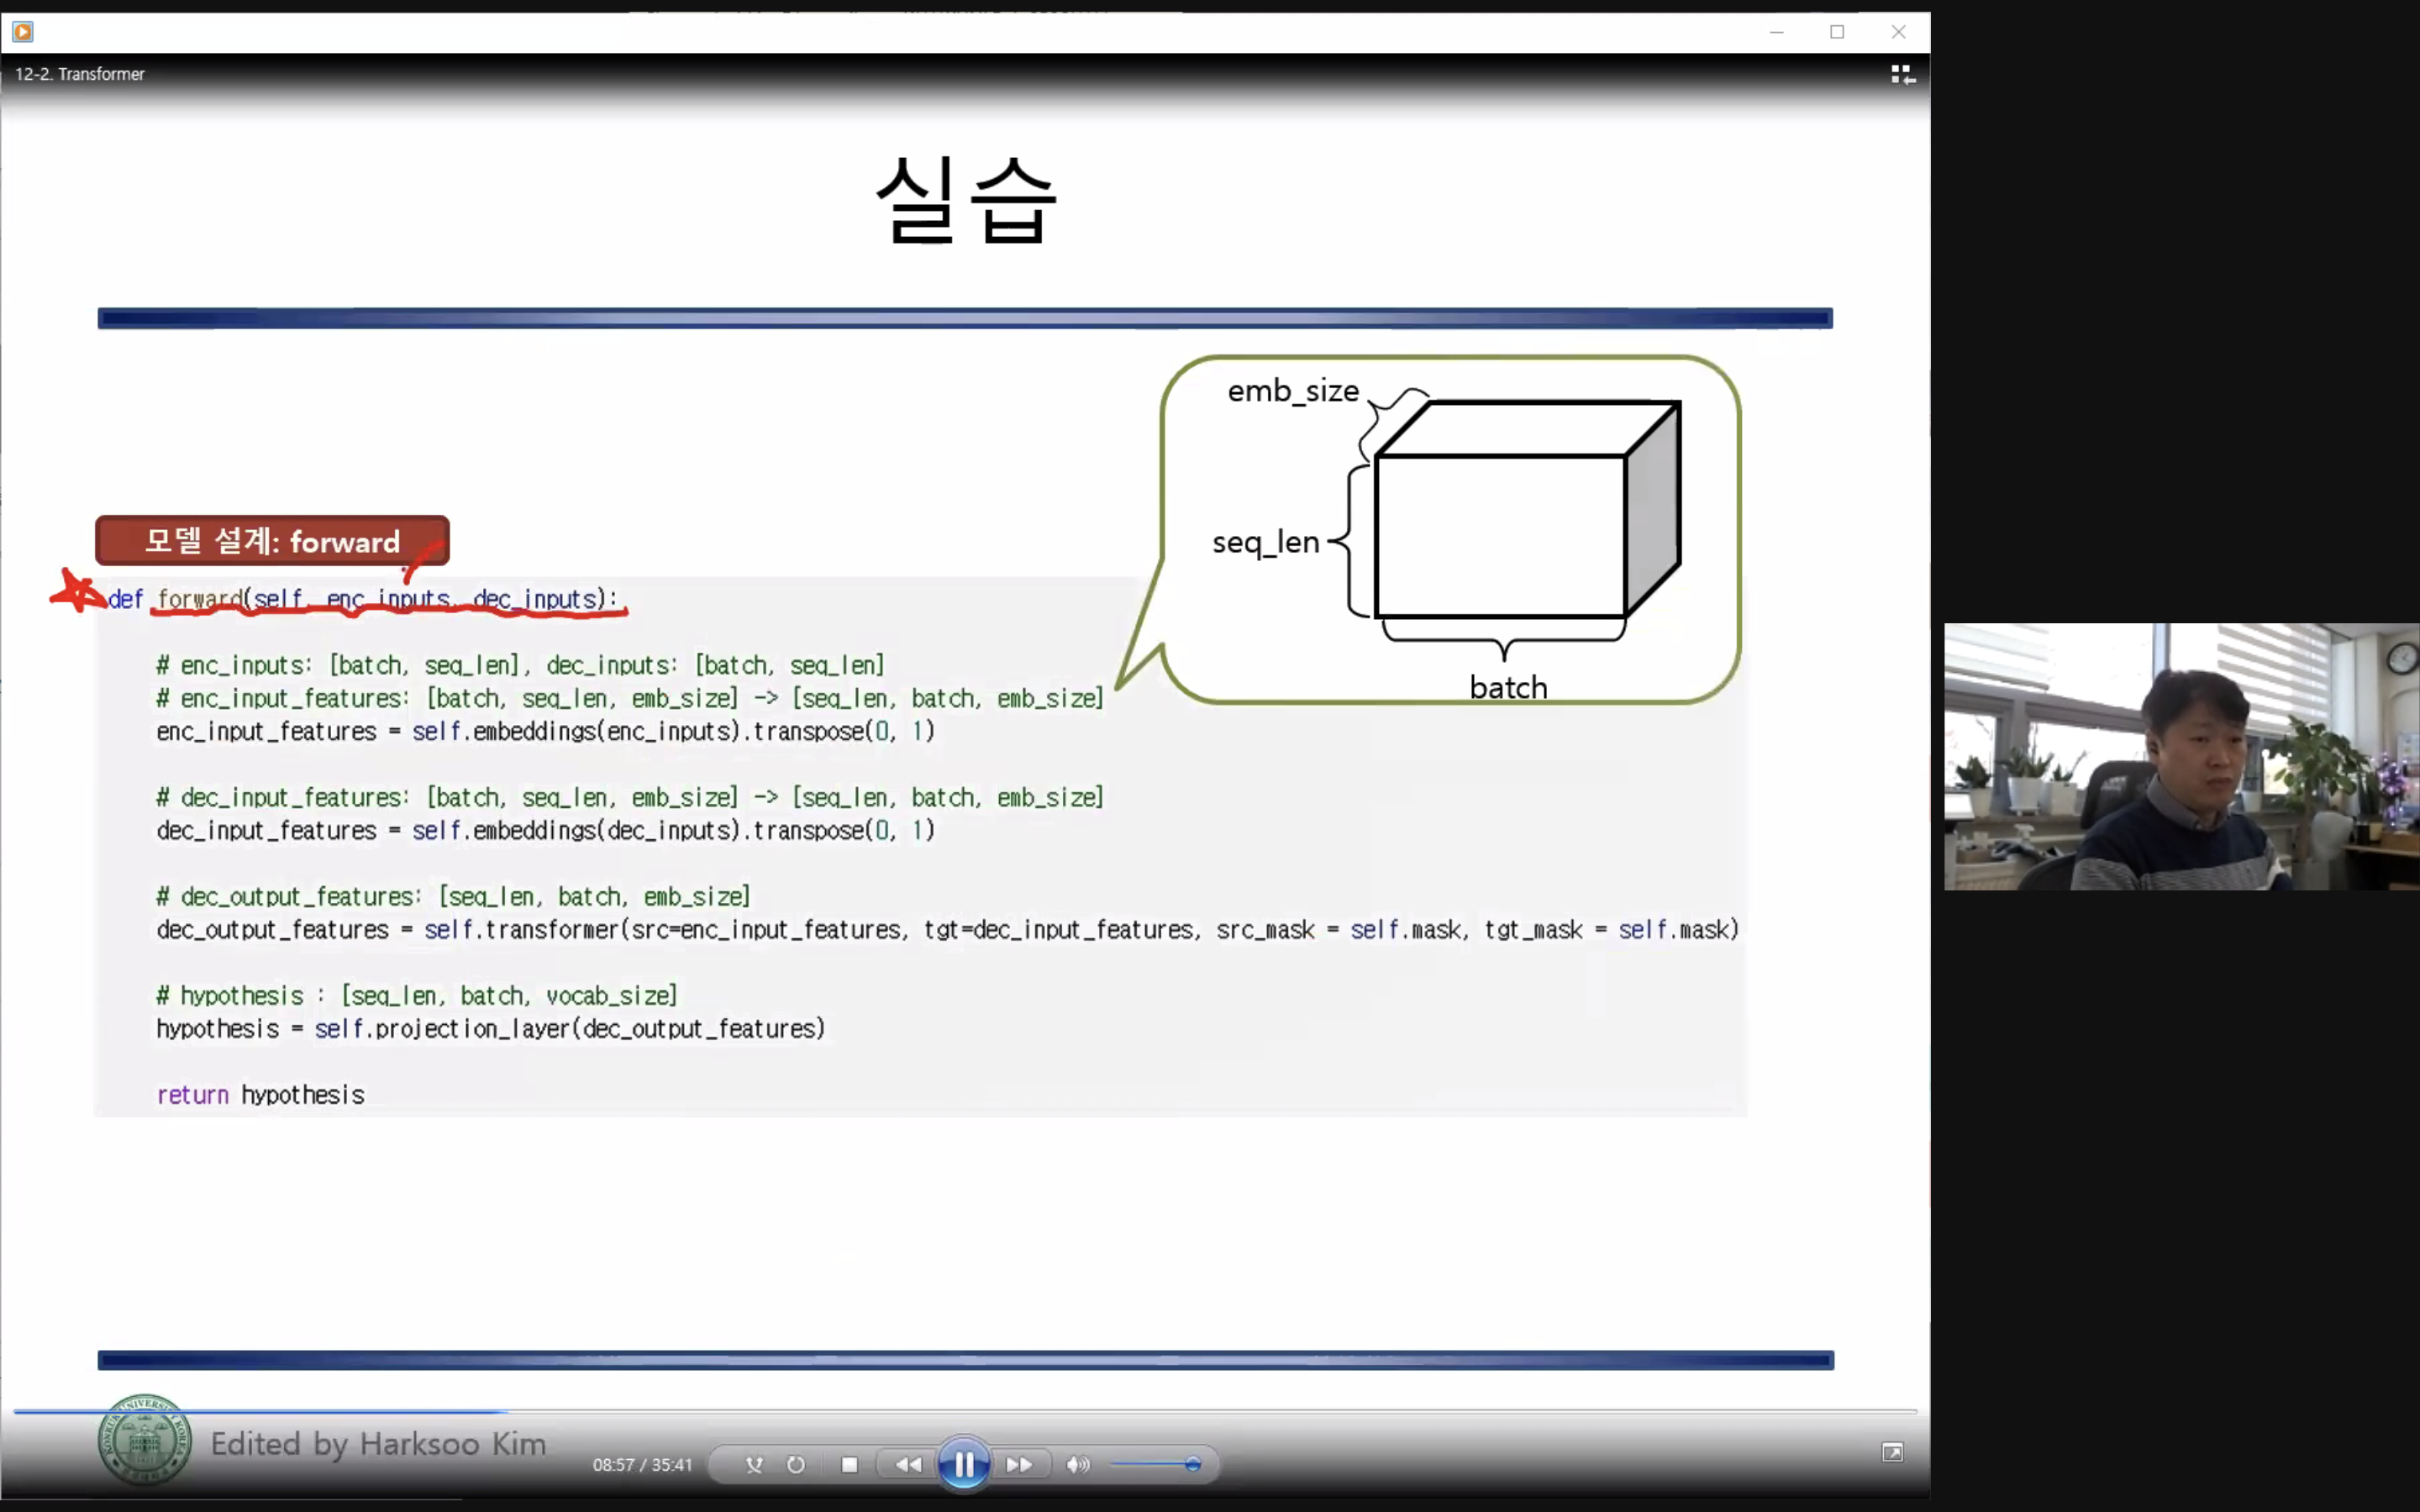 12-2. Transformer
실습
emb_size
seq_len
batch
모델 설계: forward
def forward(self, enc_inputs, dec_inputs):
# enc_inputs: [batch, seq_len], dec_inputs: [batch, seq_len]
# enc_input_features: [batch, seq_len, emb_size] -> [seq_len, batch, emb_size]
enc_input_features = self.embeddings(enc_inputs).transpose(0, 1)
# dec_input_features: [batch, seq_len, emb_size] -> [seq_len, batch, emb_size]
dec_input_features = self.embeddings(dec_inputs).transpose(0, 1)
# dec_output_features: [seq_len, batch, emb_size]
dec_output_features = self.transformer(src=enc_input_features, tgt=dec_input_features, src_mask = self.mask, tgt_mask = self.mask)
# hypothesis : [seq_len, batch, vocab_size]
hypothesis = self.projection_layer(dec_output_features)
return hypothesis
Edited by Harksoo Kim
08:57 / 35:41